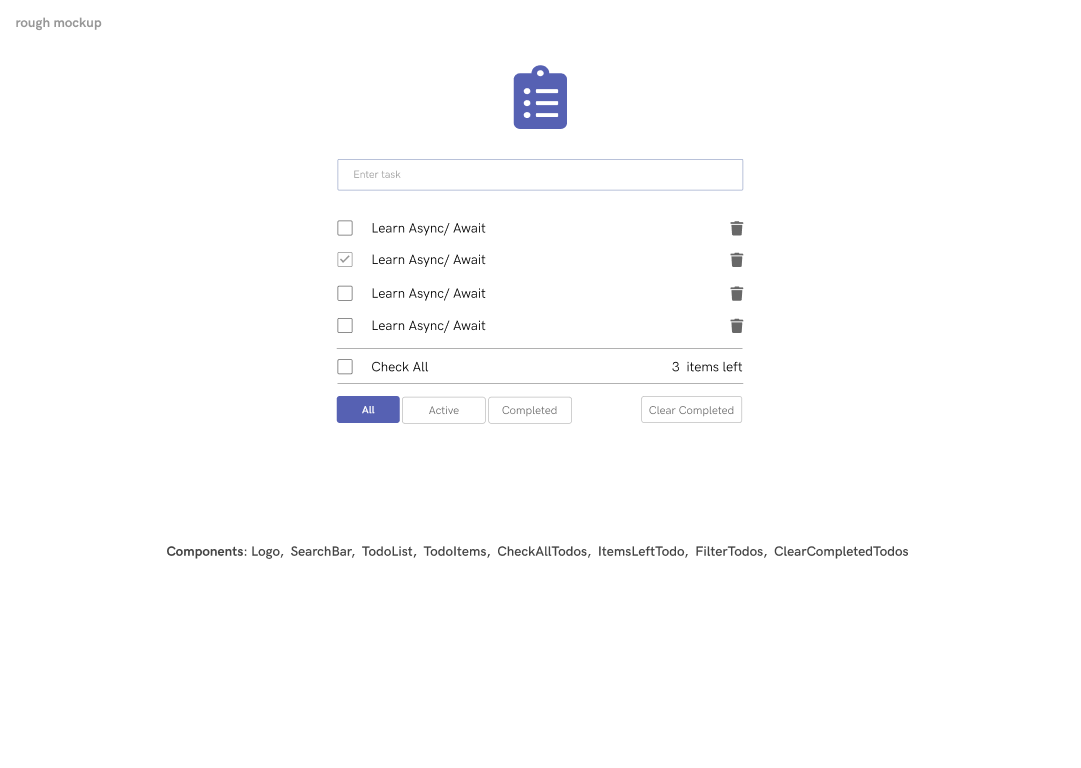 rough mockup
Enter task
Learn Async/ Await
Learn Async/ Await
Learn Async/ Await
Learn Async/ Await
Check All 3 items left
All Active Completed Clear Completed
Components: Logo, SearchBar, TodoList, TodoItems, CheckAllTodos, ItemsLeftTodo, FilterTodos, ClearCompletedTodos